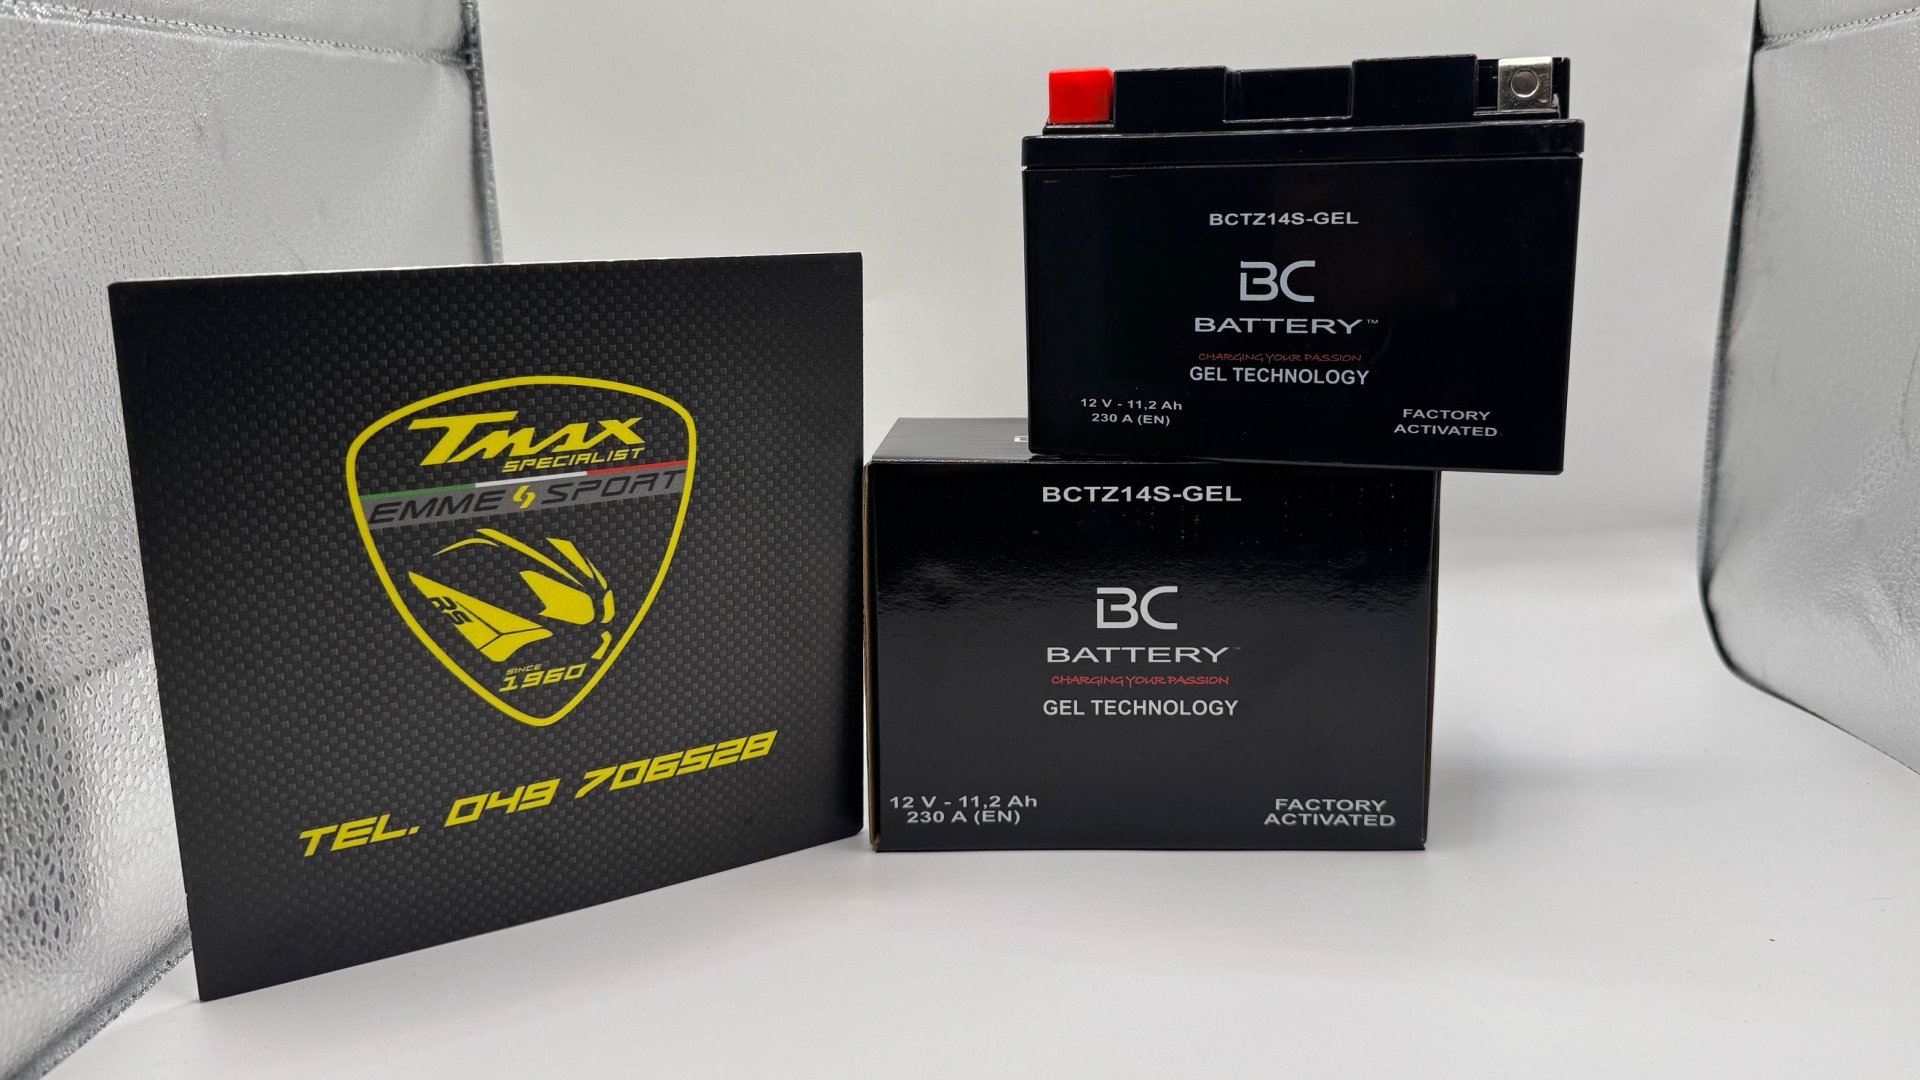 Tmax
SPECIALIST
EMME SPORT
RS
SINCE
1960
TEL. 049 706528
BCTZ14S-GEL
BC
BATTERY™
CHARGING YOUR PASSION
GEL TECHNOLOGY
12 V - 11,2 Ah
230 A (EN)
FACTORY
ACTIVATED
BCTZ14S-GEL
BC
BATTERY™
CHARGING YOUR PASSION
GEL TECHNOLOGY
12 V - 11,2 Ah
230 A (EN)
FACTORY
ACTIVATED